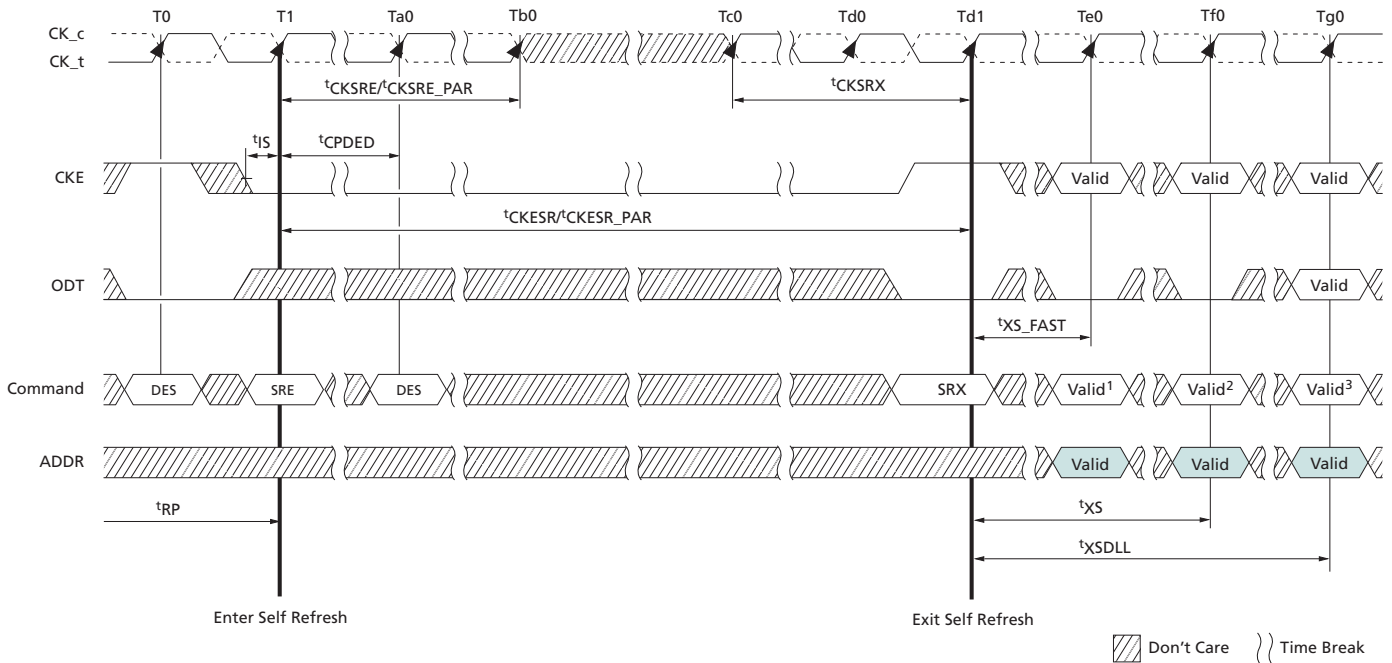 T0 T1 Ta0 Tb0 Tc0 Td0 Td1 Te0 Tf0 Tg0
CK_c
CK_t
tCKSRE/tCKSRE_PAR tCKSRX
tIS tCPDED
CKE Valid Valid Valid
tCKESR/tCKESR_PAR
ODT Valid
tXS_FAST
Command DES SRE DES SRX Valid1 Valid2 Valid3
ADDR Valid Valid Valid
tRP tXS
tXSDLL
Enter Self Refresh Exit Self Refresh
Don't Care Time Break